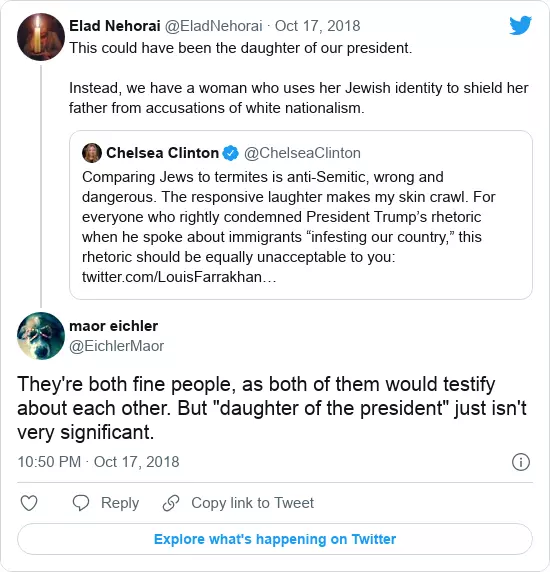 Elad Nehorai @EladNehorai · Oct 17, 2018
This could have been the daughter of our president.
Instead, we have a woman who uses her Jewish identity to shield her
father from accusations of white nationalism.
Chelsea Clinton @ChelseaClinton
Comparing Jews to termites is anti-Semitic, wrong and
dangerous. The responsive laughter makes my skin crawl. For
everyone who rightly condemned President Trump’s rhetoric
when he spoke about immigrants “infesting our country,” this
rhetoric should be equally unacceptable to you:
twitter.com/LouisFarrakhan…
maor eichler
@EichlerMaor
They're both fine people, as both of them would testify
about each other. But "daughter of the president" just isn't
very significant.
10:50 PM · Oct 17, 2018
Reply
Copy link to Tweet
Explore what's happening on Twitter